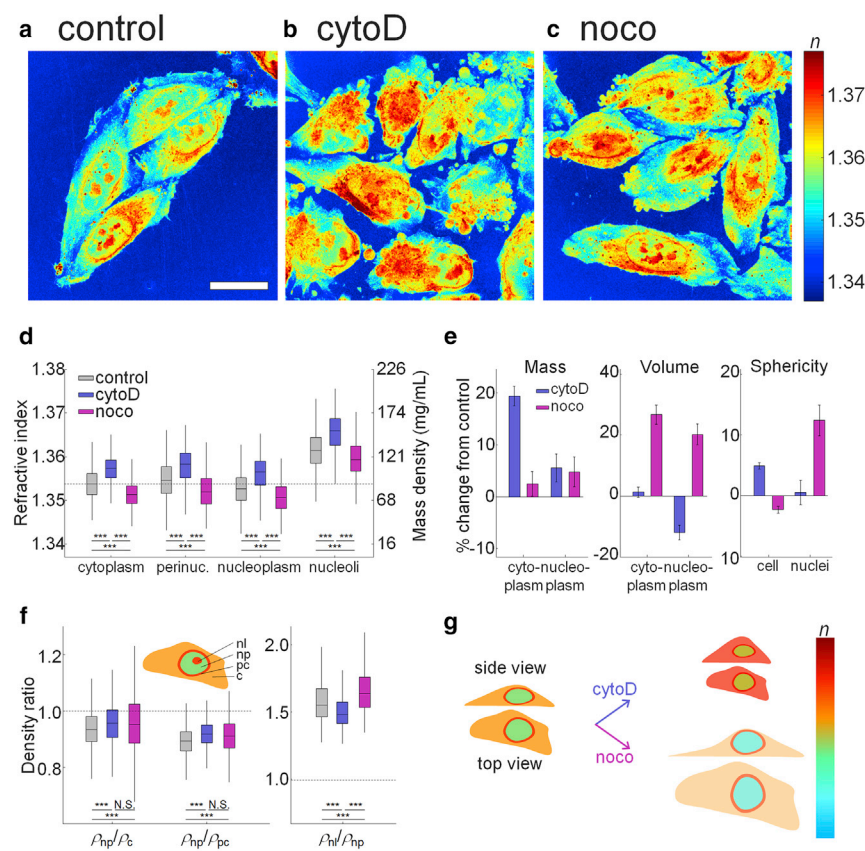 a control
b cytoD
c noco
n
1.37
1.36
1.35
1.34
d
1.38
1.37
1.36
1.35
1.34
Refractive index
control
cytoD
noco
226
174
121
68
16
Mass density (mg/mL)
*** ***
***
*** ***
***
*** ***
***
*** ***
***
cytoplasm perinuc. nucleoplasm nucleoli
e
Mass Volume Sphericity
% change from control
20
10
0
-10
cytoD
noco
40
20
0
-20
20
10
0
10
cyto- nucleo-
plasm plasm
cyto- nucleo-
plasm plasm
cell nuclei
f
Density ratio
1.2
1.0
0.8
nl
np
pc
c
2.0
1.5
1.0
*** N.S.
***
*** N.S.
***
*** ***
***
ρnp/ρc ρnp/ρpc ρnl/ρnp
g
side view
top view
cytoD
noco
n